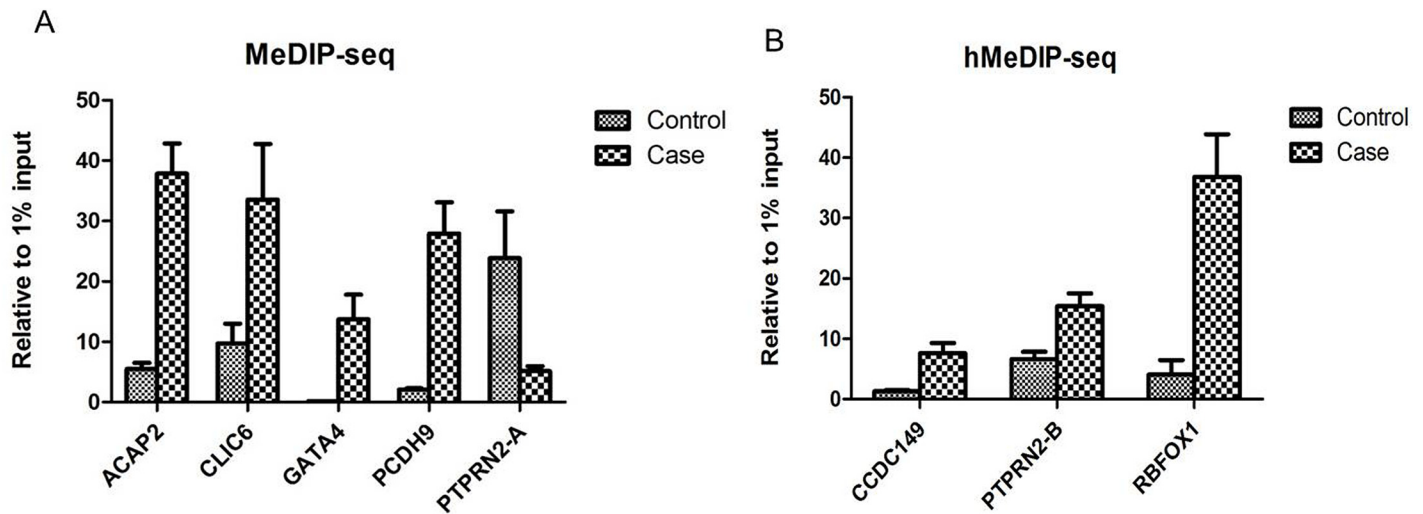 A
MeDIP-seq
Relative to 1% input
50
40
30
20
10
0
ACAP2
CLIC6
GATA4
PCDH9
PTPRN2-A
Control
Case
B
hMeDIP-seq
Relative to 1% input
50
40
30
20
10
0
CCDC149
PTPRN2-B
RBFOX1
Control
Case